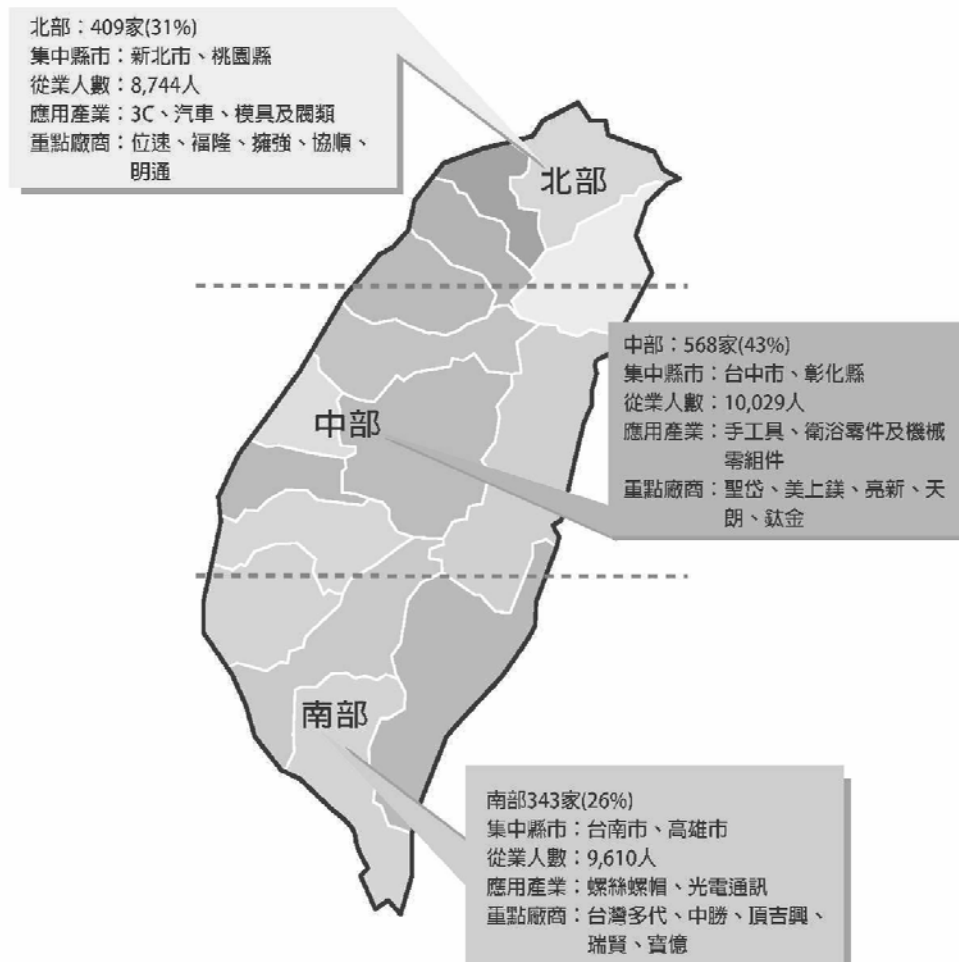 北部：409家(31%)
集中縣市：新北市、桃園縣
從業人數：8,744人
應用產業：3C、汽車、模具及閥類
重點廠商：位速、福隆、擁強、協順、
明通
北部
中部：568家(43%)
集中縣市：台中市、彰化縣
從業人數：10,029人
應用產業：手工具、衛浴零件及機械
零組件
重點廠商：聖岱、美上鎂、亮新、天
朗、鈦金
中部
南部
南部343家(26%)
集中縣市：台南市、高雄市
從業人數：9,610人
應用產業：螺絲螺帽、光電通訊
重點廠商：台灣多代、中勝、頂吉興、
瑞賢、寶億